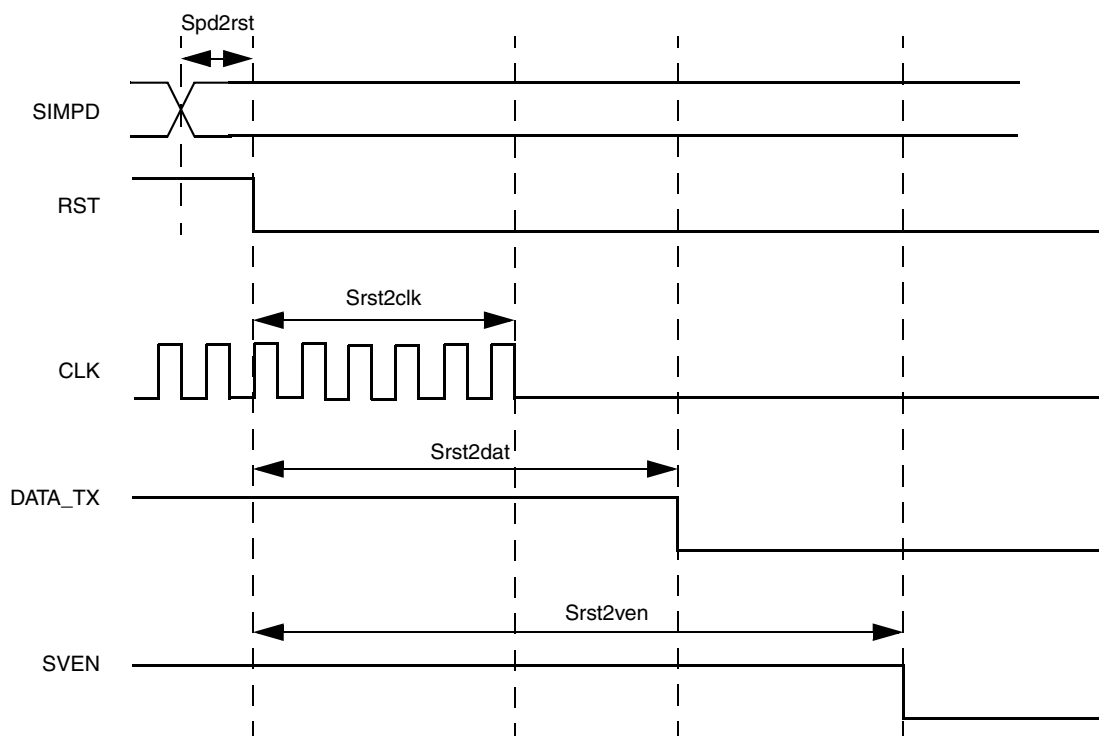 Spd2rst
SIMPD
RST
Srst2clk
CLK
Srst2dat
DATA_TX
Srst2ven
SVEN